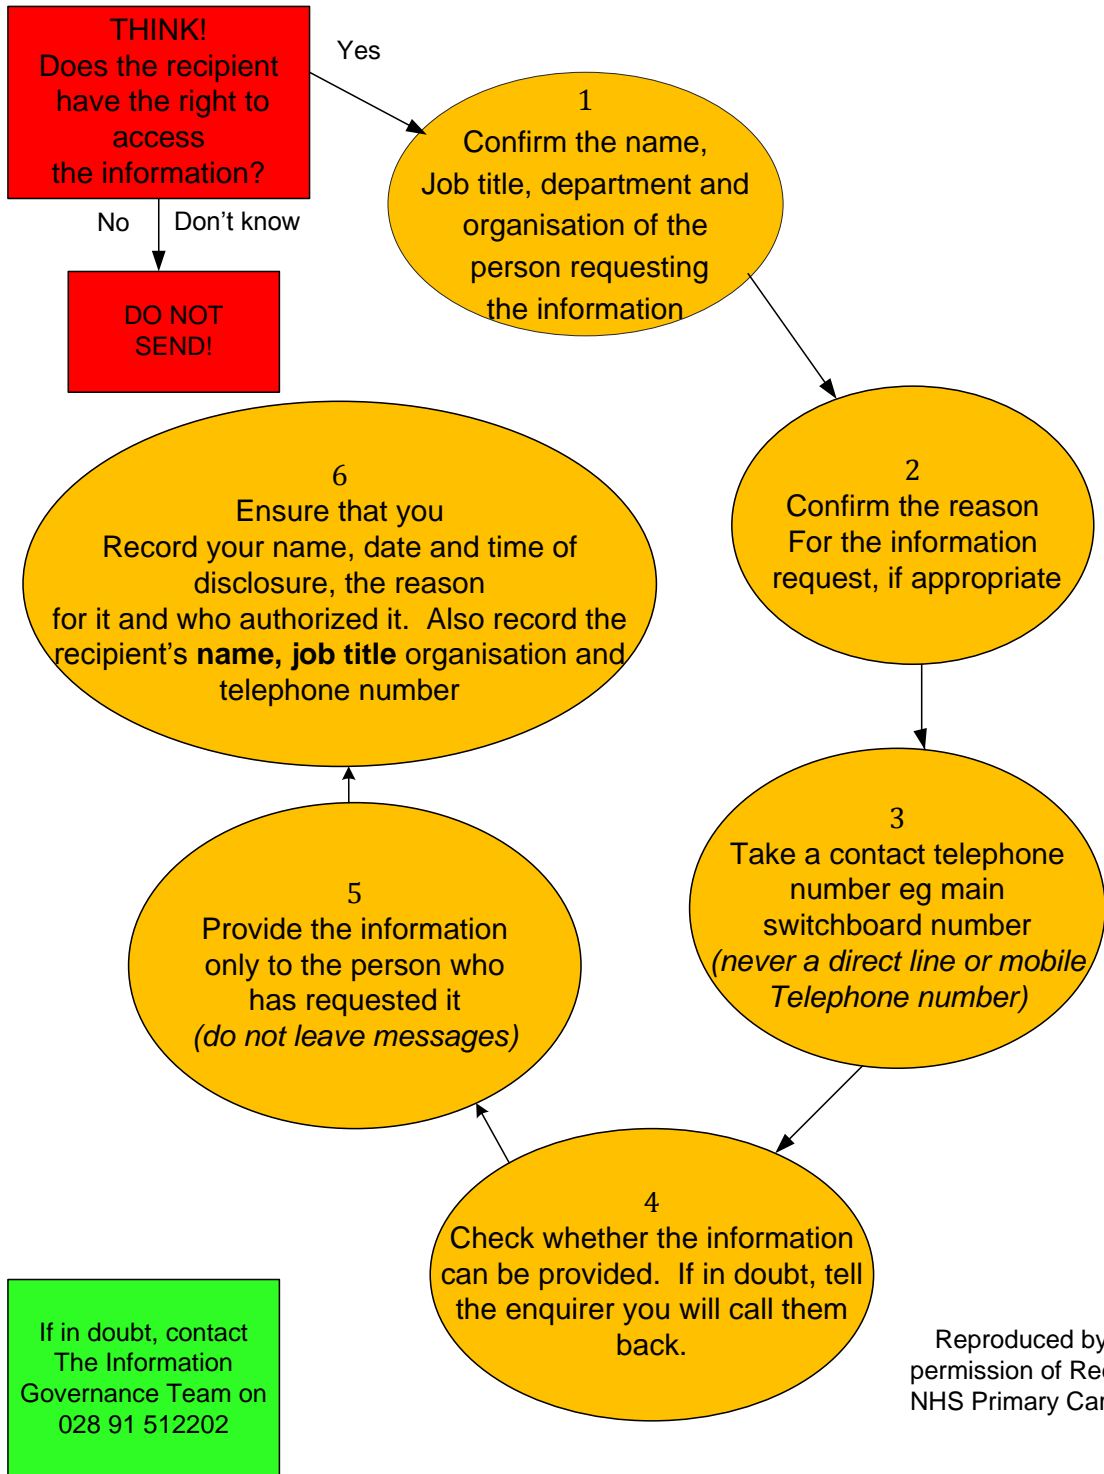 THINK!
Does the recipient
have the right to
access
the information?
Yes
No
Don't know
DO NOT
SEND!
1
Confirm the name,
Job title, department and
organisation of the
person requesting
the information
2
Confirm the reason
For the information
request, if appropriate
3
Take a contact telephone
number eg main
switchboard number
(never a direct line or mobile
Telephone number)
4
Check whether the information
can be provided.  If in doubt, tell
the enquirer you will call them
back.
5
Provide the information
only to the person who
has requested it
(do not leave messages)
6
Ensure that you
Record your name, date and time of
disclosure, the reason
for it and who authorized it.  Also record the
recipient's name, job title organisation and
telephone number
If in doubt, contact
The Information
Governance Team on
028 91 512202
Reproduced by
permission of
NHS Primary